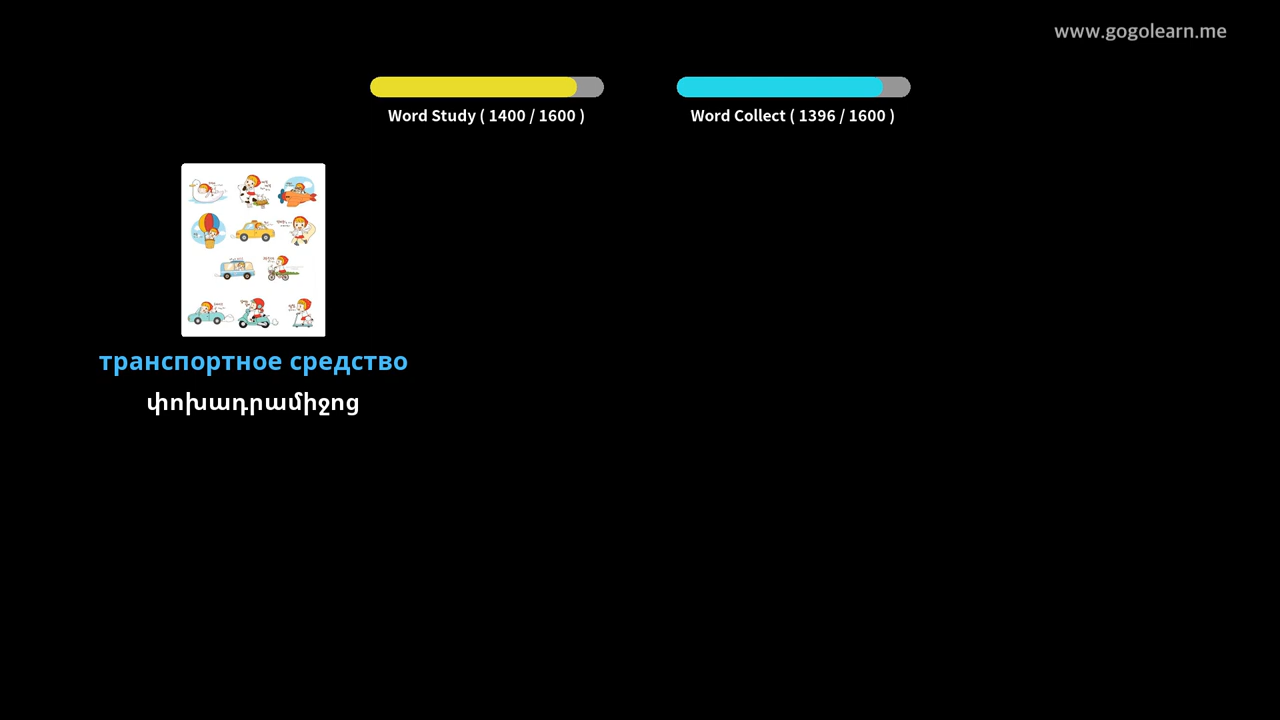 www.gogolearn.me
Word Study ( 1400 / 1600 )
Word Collect ( 1396 / 1600 )
транспортное средство
փոխադրամիջոց